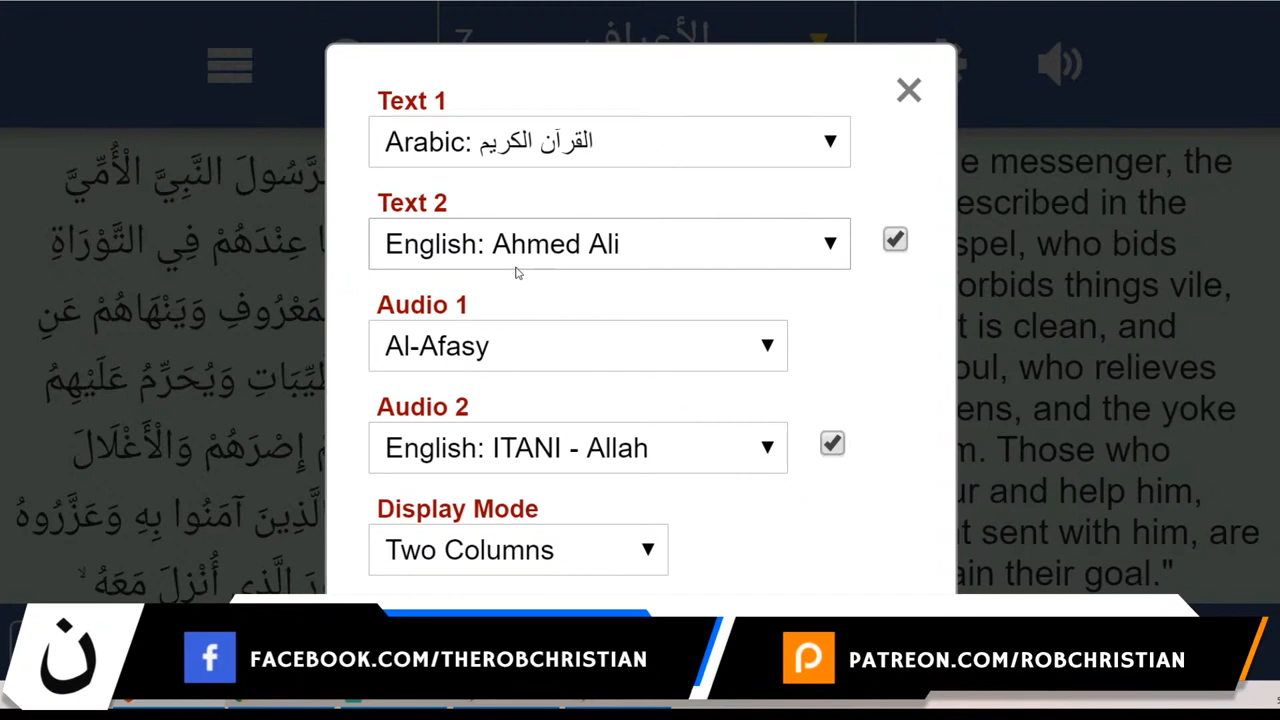 7 الأعراف
Text 1
Arabic: القرآن الكريم
Text 2
English: Ahmed Ali
Audio 1
Al-Afasy
Audio 2
English: ITANI - Allah
Display Mode
Two Columns
الرَّسُولَ النَّبِيَّ الْأُمِّيَّ
عِنْدَهُمْ فِي التَّوْرَاةِ
بِالْمَعْرُوفِ وَيَنْهَاهُمْ عَنِ
الطَّيِّبَاتِ وَيُحَرِّمُ عَلَيْهِمُ
إِصْرَهُمْ وَالْأَغْلَالَ
الَّذِينَ آمَنُوا بِهِ وَعَزَّرُوهُ
الَّذِي أُنْزِلَ مَعَهُ ۙ
messenger, the
escribed in the
spel, who bids
orbids things vile,
t is clean, and
oul, who relieves
ens, and the yoke
m. Those who
ur and help him,
t sent with him, are
ain their goal."
ن
FACEBOOK.COM/THEROBCHRISTIAN
PATREON.COM/ROBCHRISTIAN